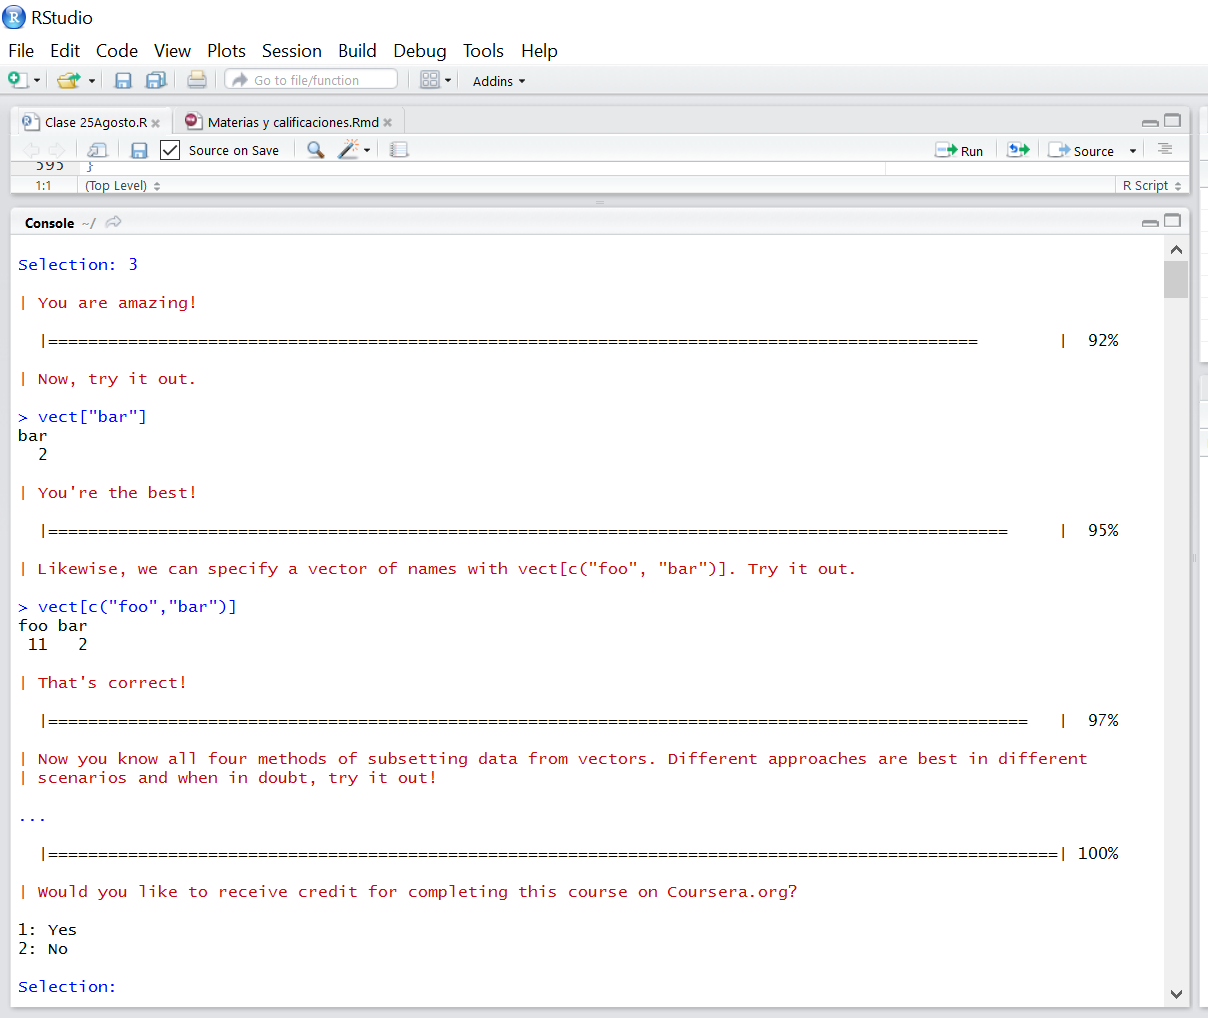 RStudio
File Edit Code View Plots Session Build Debug Tools Help
Go to file/function Addins
Clase 25Agosto.R Materias y calificaciones.Rmd
Source on Save Run Source
595 }
1:1 (Top Level) R Script
Console ~/
Selection: 3
| You are amazing!
|============================================================================================= | 92%
| Now, try it out.
> vect["bar"]
bar
2
| You're the best!
|================================================================================================ | 95%
| Likewise, we can specify a vector of names with vect[c("foo", "bar")]. Try it out.
> vect[c("foo","bar")]
foo bar
11 2
| That's correct!
|================================================================================================== | 97%
| Now you know all four methods of subsetting data from vectors. Different approaches are best in different
| scenarios and when in doubt, try it out!
...
|=====================================================================================================| 100%
| Would you like to receive credit for completing this course on Coursera.org?
1: Yes
2: No
Selection: